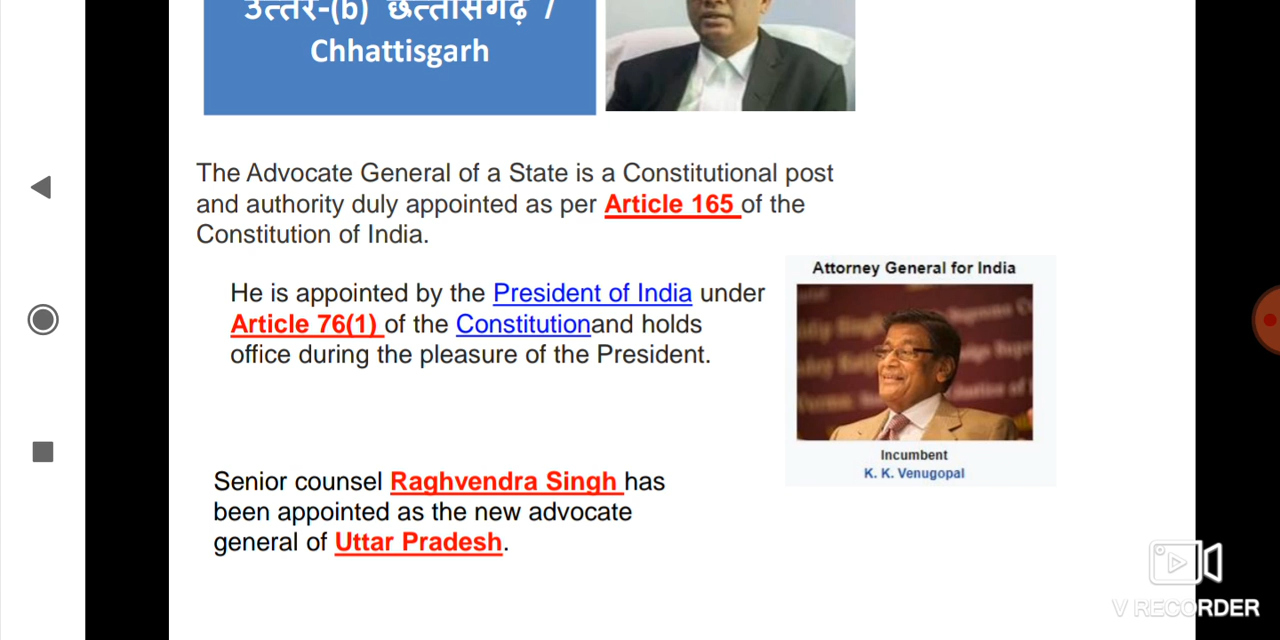 उत्तर-(b) छत्तीसगढ़ /
Chhattisgarh
The Advocate General of a State is a Constitutional post
and authority duly appointed as per Article 165 of the
Constitution of India.
Attorney General for India
He is appointed by the President of India under
Article 76(1) of the Constitutionand holds
office during the pleasure of the President.
Incumbent
K. K. Venugopal
Senior counsel Raghvendra Singh has
been appointed as the new advocate
general of Uttar Pradesh.
V RECORDER